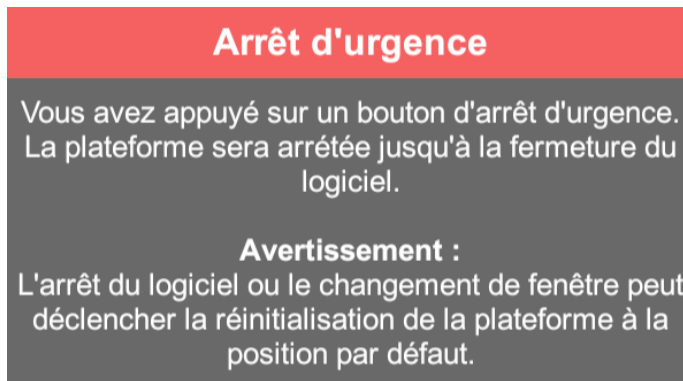 Arrêt d'urgence
Vous avez appuyé sur un bouton d'arrêt d'urgence.
La plateforme sera arrétée jusqu'à la fermeture du
logiciel.
Avertissement :
L'arrêt du logiciel ou le changement de fenêtre peut
déclencher la réinitialisation de la plateforme à la
position par défaut.